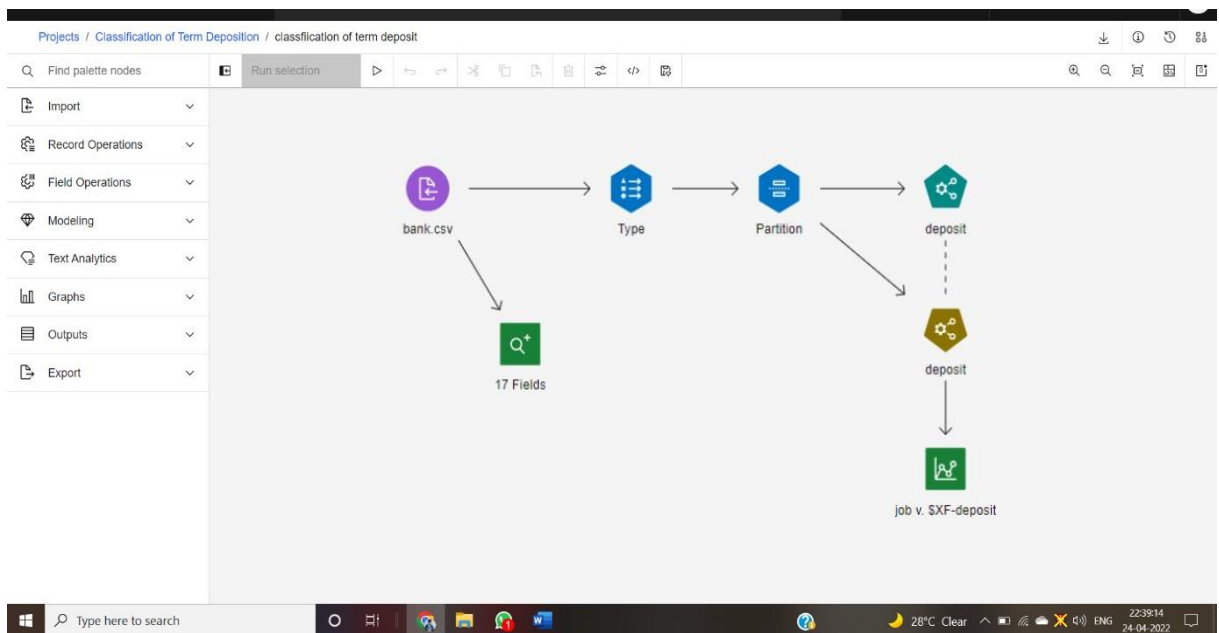 Projects / Classification of Term Deposition / classfiication of term deposit
Find palette nodes
Run selection
Import
Record Operations
Field Operations
Modeling
Text Analytics
Graphs
Outputs
Export
bank.csv
Type
Partition
deposit
17 Fields
deposit
job v. $XF-deposit
Type here to search
28°C Clear
ENG
22:39:14
24-04-2022